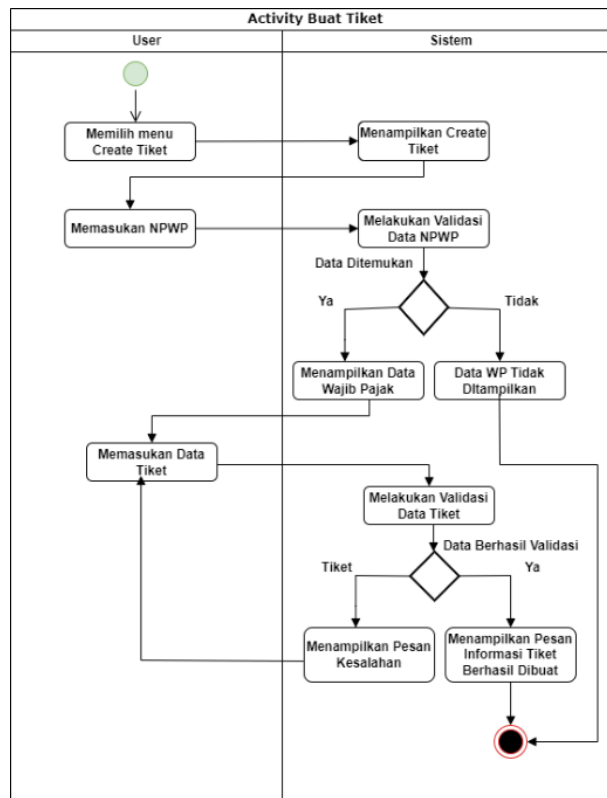 Activity Buat Tiket
User
Sistem
Memilih menu
Create Tiket
Menampilkan Create
Tiket
Memasukan NPWP
Melakukan Validasi
Data NPWP
Data Ditemukan
Ya
Tidak
Menampilkan Data
Wajib Pajak
Data WP Tidak
DItampilkan
Memasukan Data
Tiket
Melakukan Validasi
Data Tiket
Data Berhasil Validasi
Tiket
Ya
Menampilkan Pesan
Kesalahan
Menampilkan Pesan
Informasi Tiket
Berhasil Dibuat